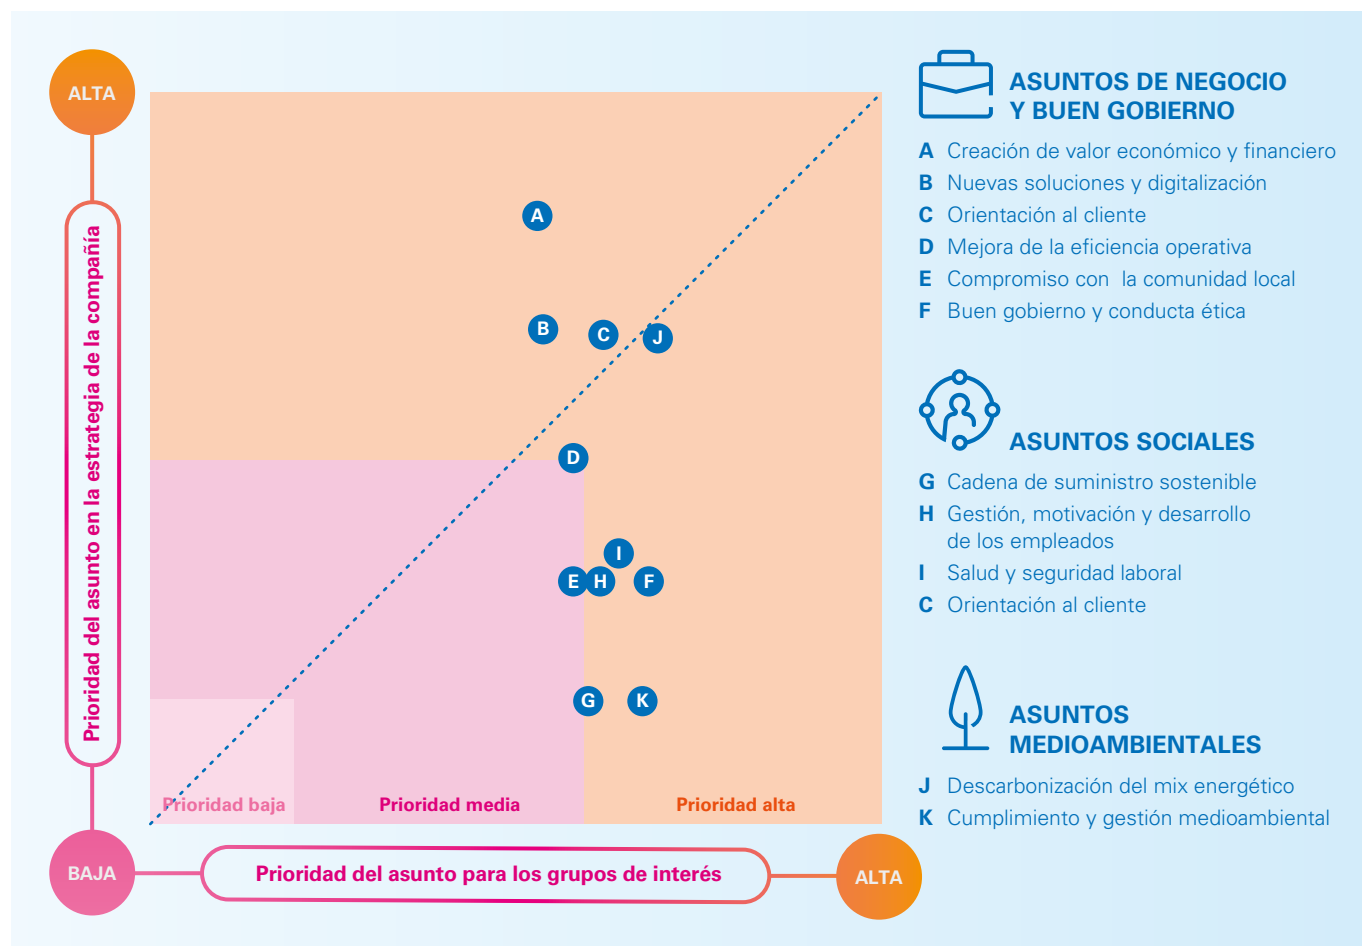 ALTA
Prioridad del asunto en la estrategia de la compañía
BAJA
A
B
C
J
D
I
E
H
F
G
K
Prioridad baja
Prioridad media
Prioridad alta
Prioridad del asunto para los grupos de interés
ALTA
ASUNTOS DE NEGOCIO
Y BUEN GOBIERNO
A Creación de valor económico y financiero
B Nuevas soluciones y digitalización
C Orientación al cliente
D Mejora de la eficiencia operativa
E Compromiso con la comunidad local
F Buen gobierno y conducta ética
ASUNTOS SOCIALES
G Cadena de suministro sostenible
H Gestión, motivación y desarrollo
de los empleados
I Salud y seguridad laboral
C Orientación al cliente
ASUNTOS
MEDIOAMBIENTALES
J Descarbonización del mix energético
K Cumplimiento y gestión medioambiental